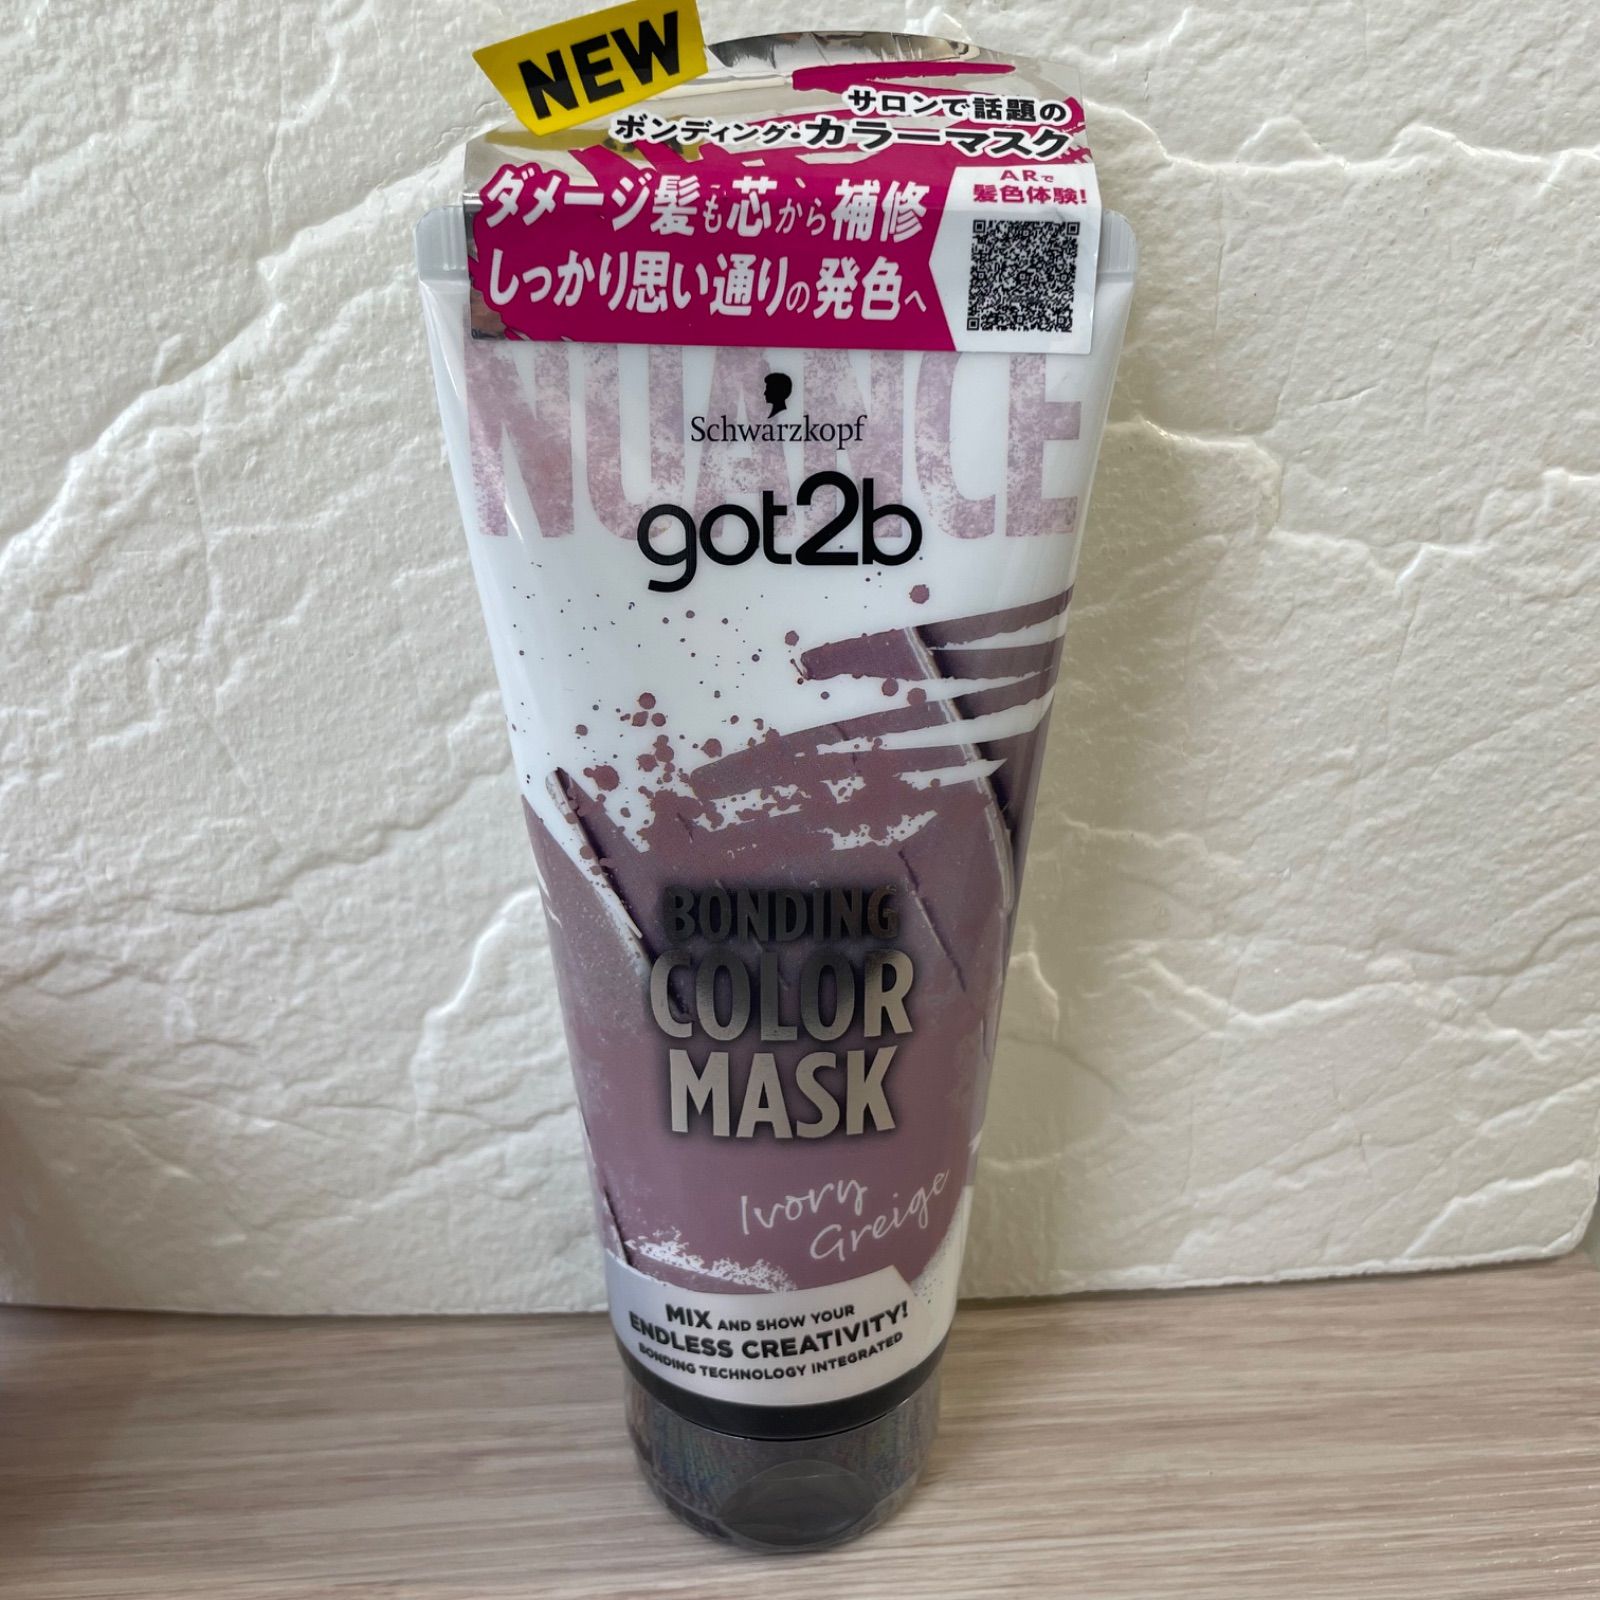 NEW
サロンで話題の
ボンディング・カラーマスク
ダメージ髪も芯から補修
しっかり思い通りの発色へ
ARで
髪色体験!
NUANCE
Schwarzkopf
got2b
BONDING
COLOR
MASK
Ivory
Greige
MIX AND SHOW YOUR
ENDLESS CREATIVITY!
BONDING TECHNOLOGY INTEGRATED